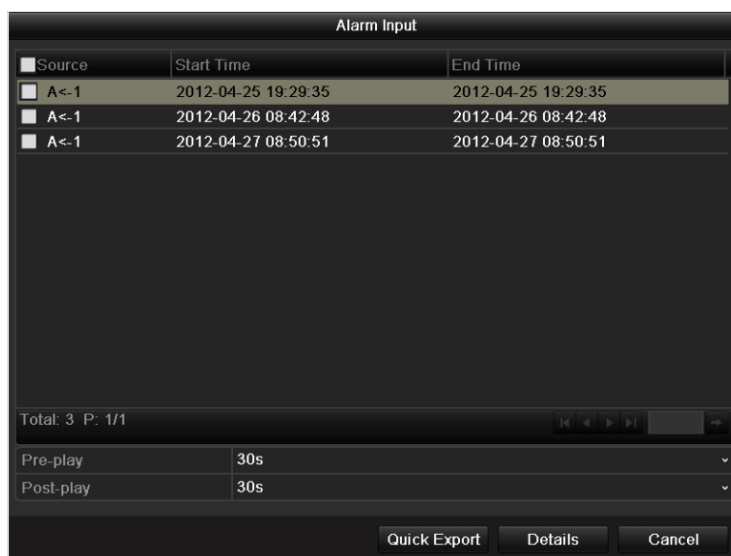 Alarm Input
Source Start Time End Time
A<-1 2012-04-25 19:29:35 2012-04-25 19:29:35
A<-1 2012-04-26 08:42:48 2012-04-26 08:42:48
A<-1 2012-04-27 08:50:51 2012-04-27 08:50:51
Total: 3 P: 1/1
Pre-play 30s
Post-play 30s
Quick Export Details Cancel